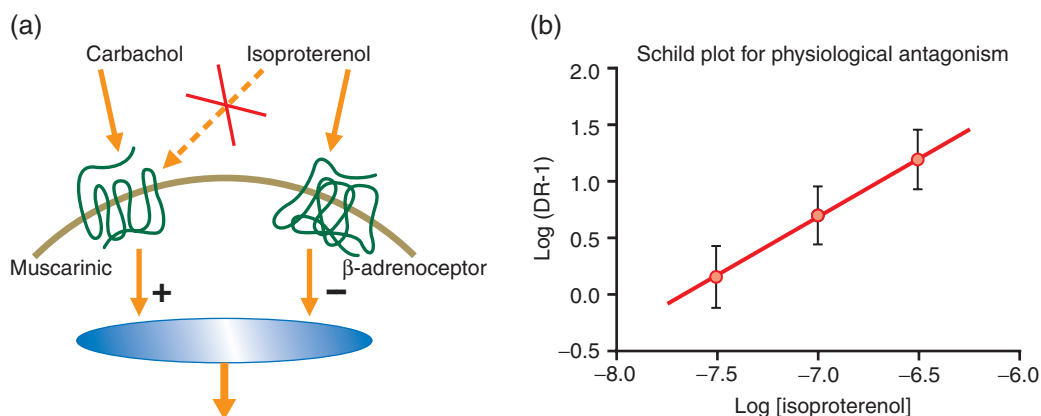 (a)
Carbachol
Isoproterenol
Muscarinic
β-adrenoceptor
+
−
(b)
Schild plot for physiological antagonism
Log (DR-1)
2.0
1.5
1.0
0.5
0.0
−0.5
−8.0
−7.5
−7.0
−6.5
−6.0
Log [isoproterenol]